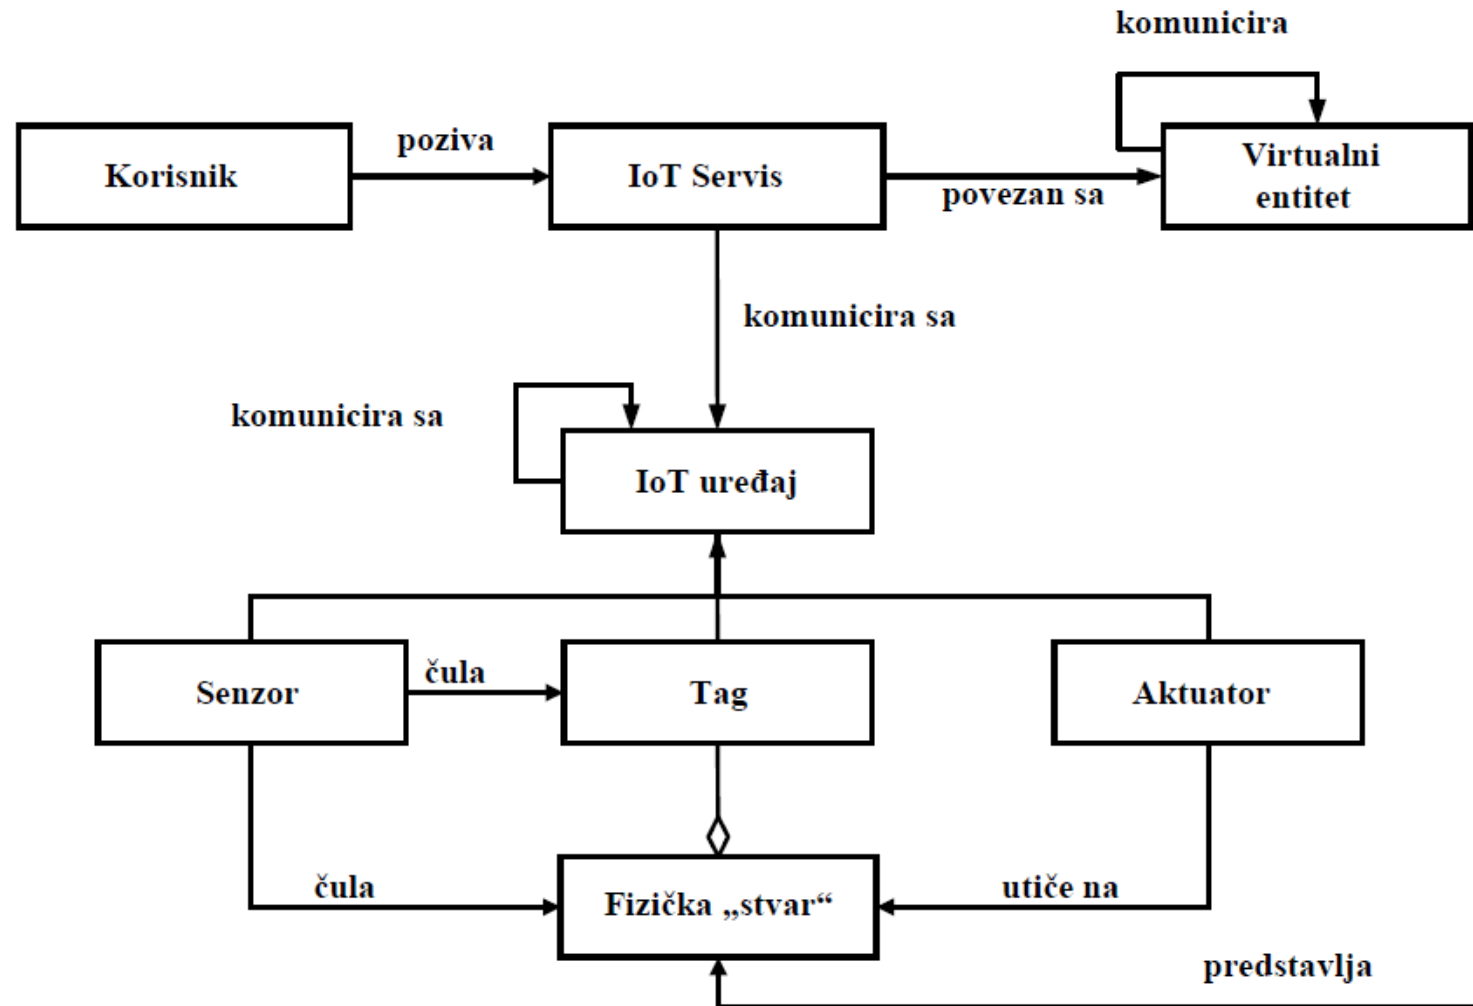 komunicira
Korisnik
poziva
IoT Servis
povezan sa
Virtualni
entitet
komunicira sa
komunicira sa
IoT uređaj
Senzor
čula
Tag
Aktuator
čula
Fizička „stvar“
utiče na
predstavlja